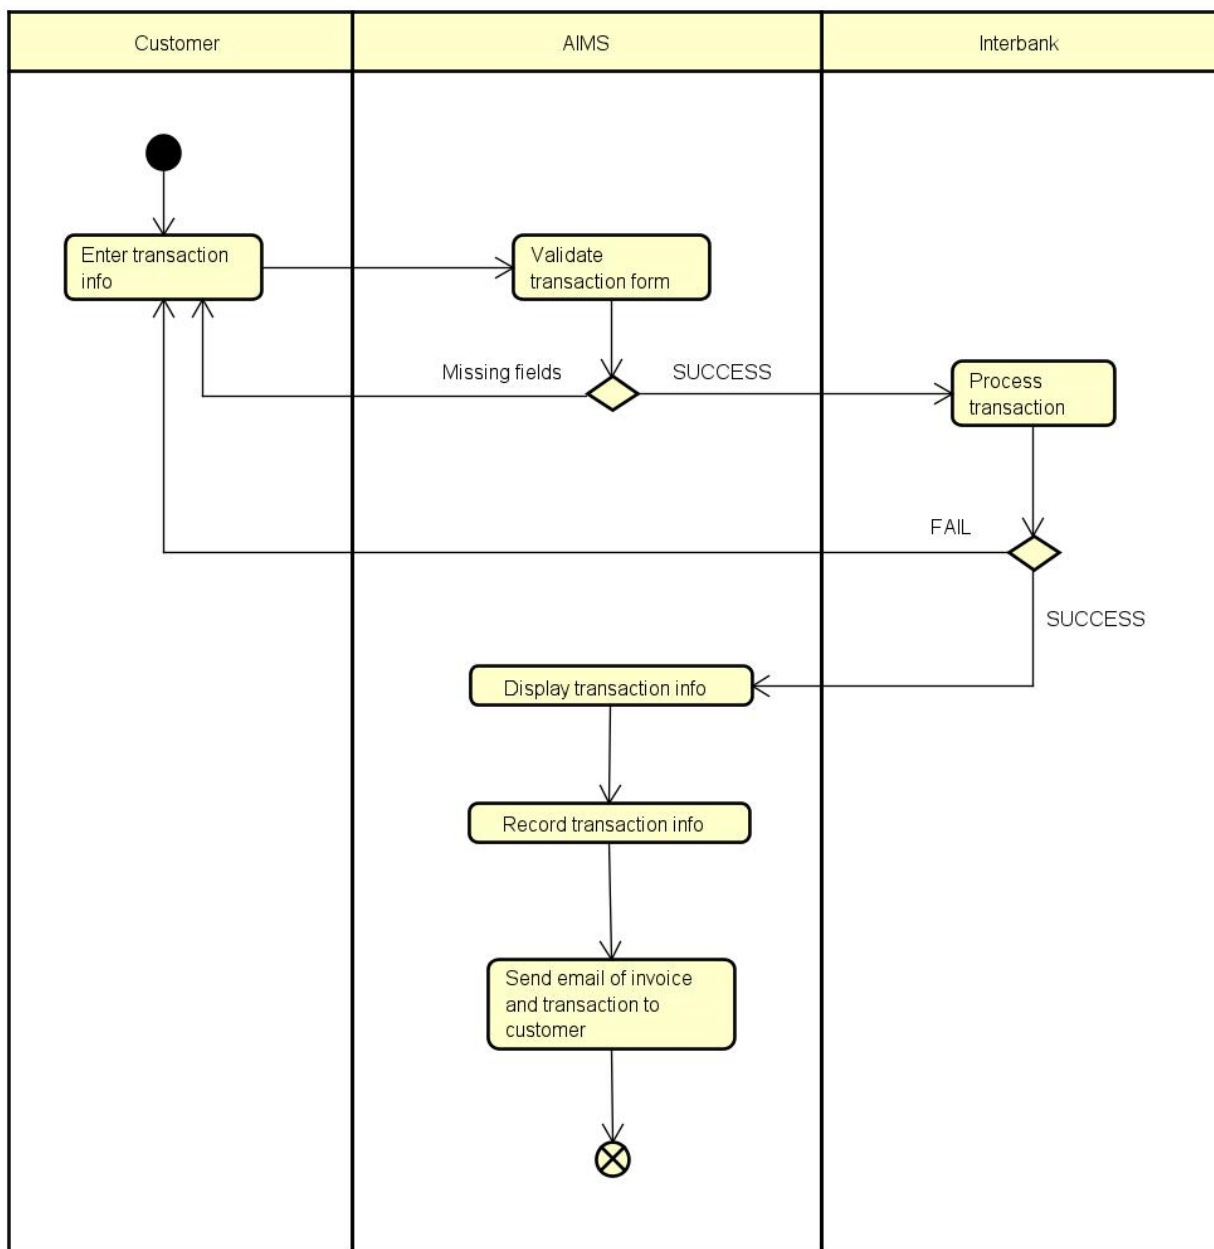 Customer
AIMS
Interbank
Enter transaction
info
Validate
transaction form
Missing fields
SUCCESS
Process
transaction
FAIL
SUCCESS
Display transaction info
Record transaction info
Send email of invoice
and transaction to
customer